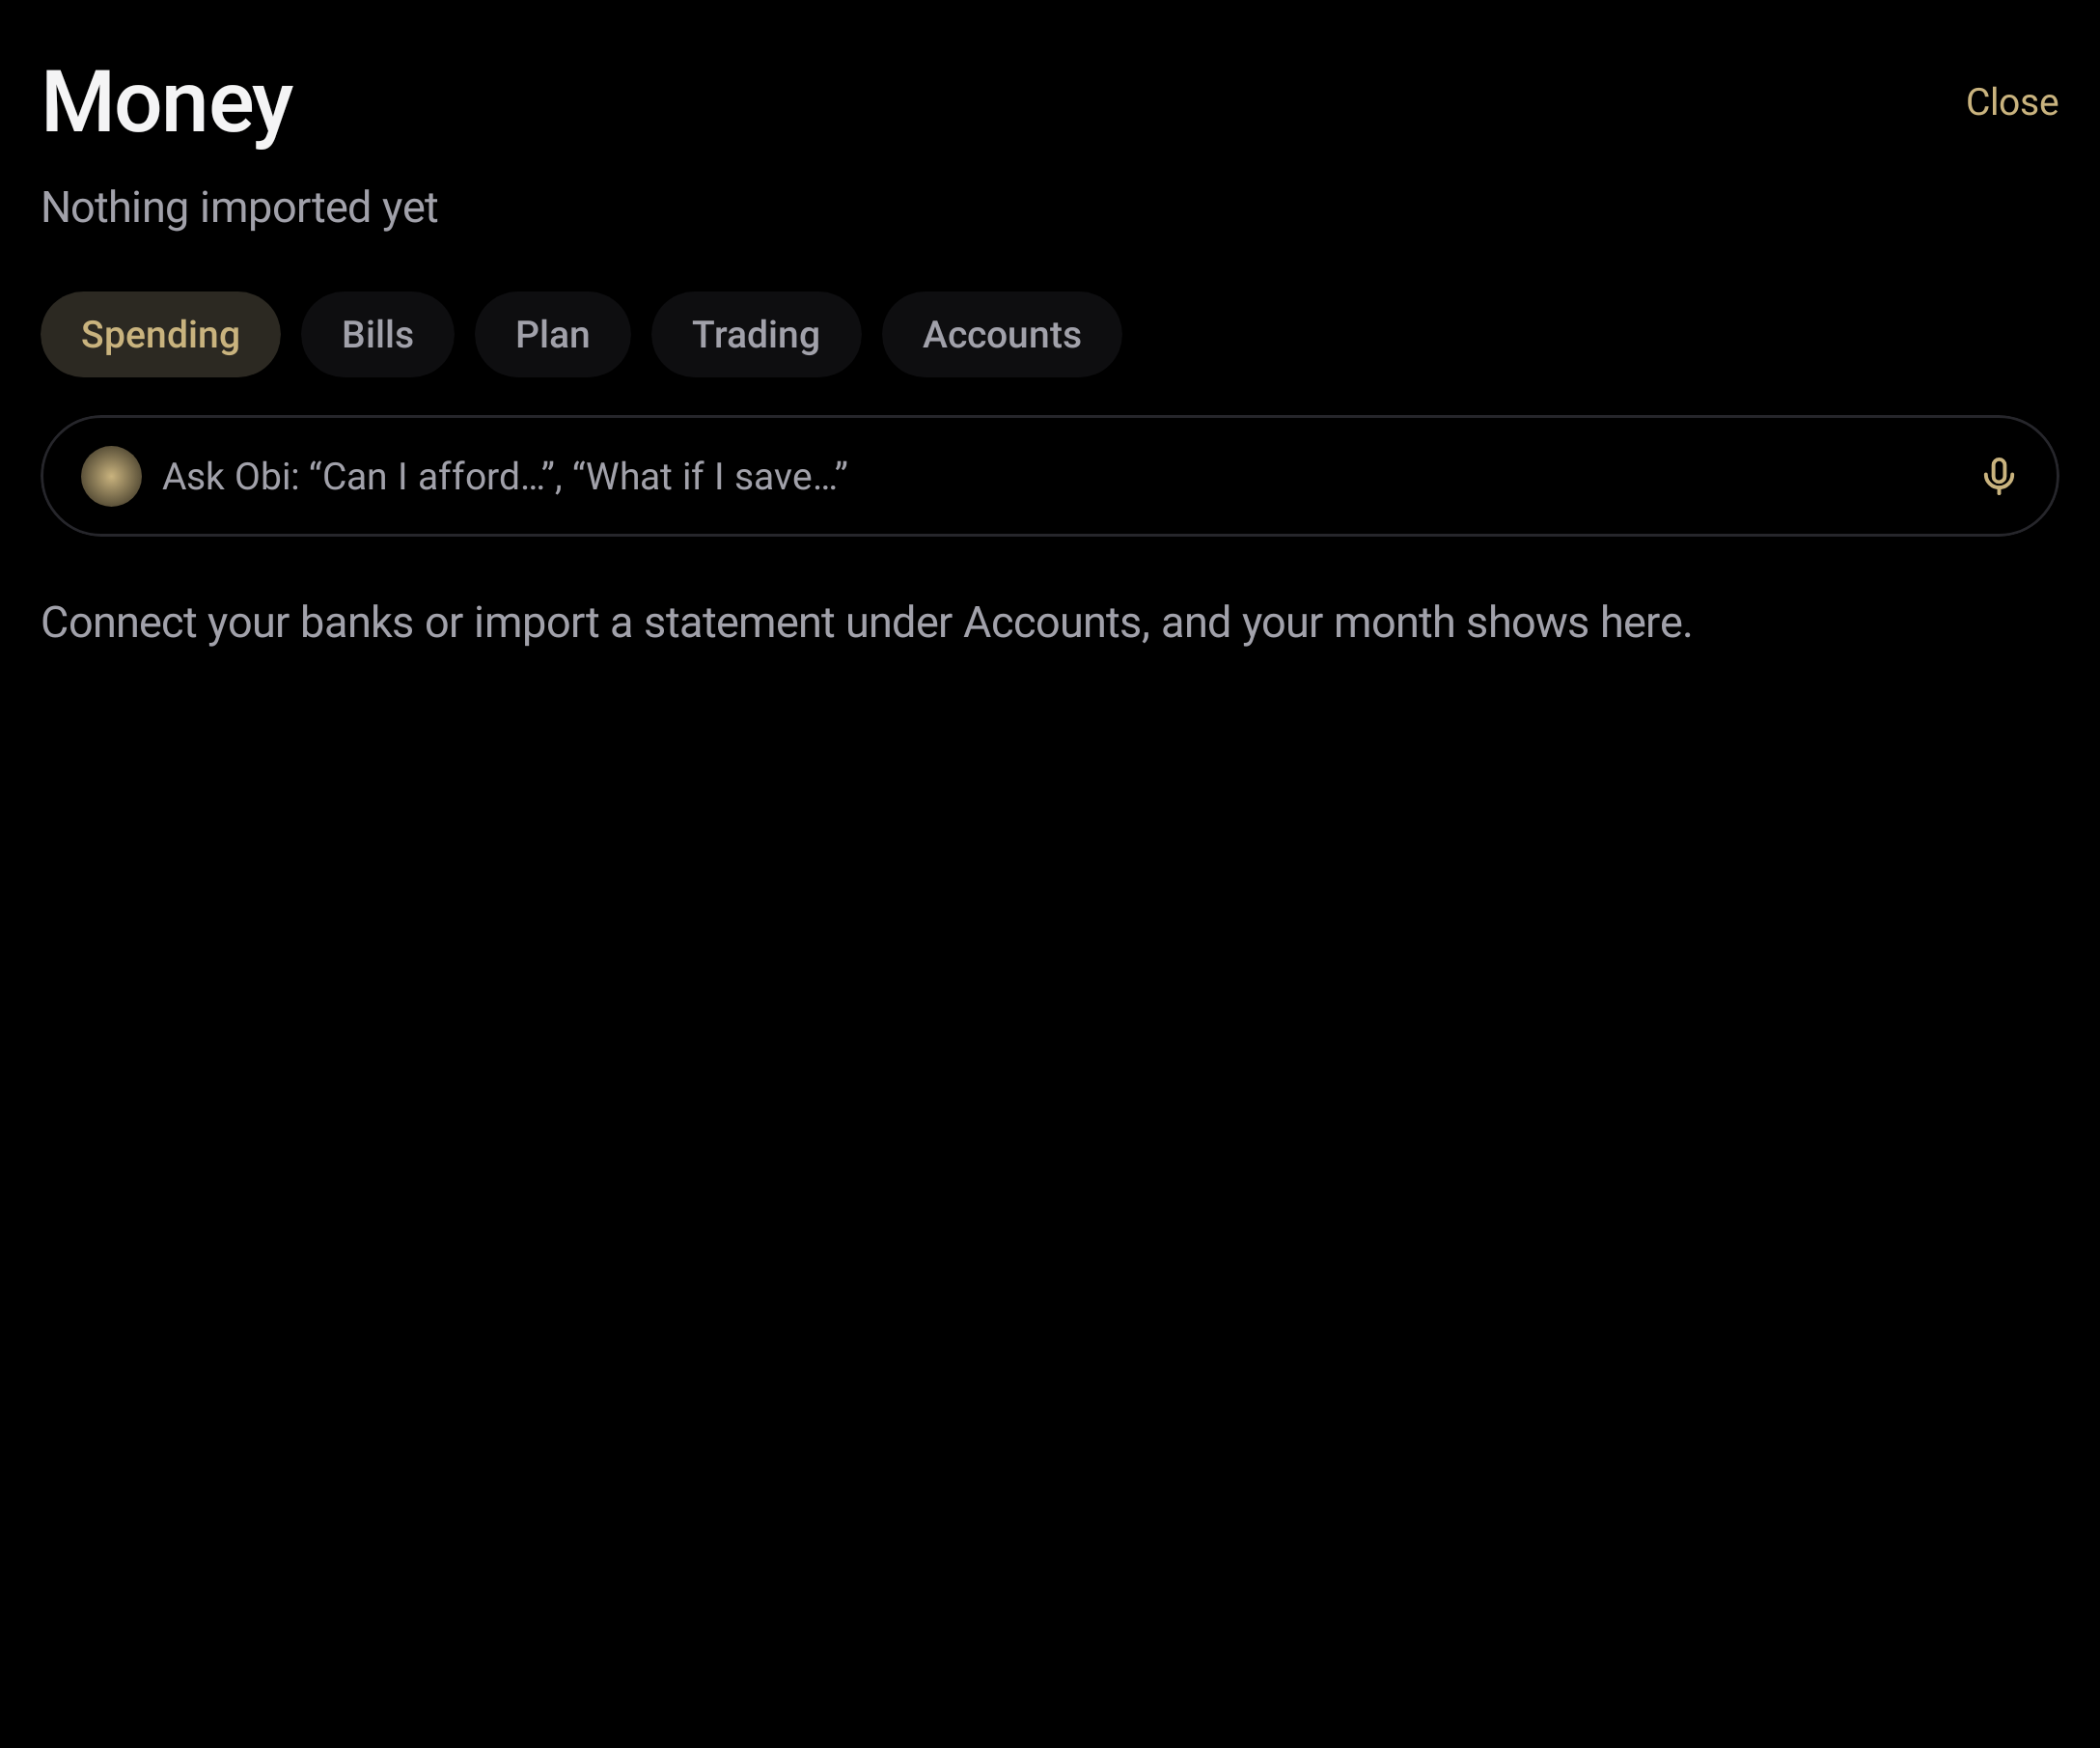 Money
Close
Nothing imported yet
Spending
Bills
Plan
Trading
Accounts
Ask Obi: “Can I afford…”, “What if I save…”
Connect your banks or import a statement under Accounts, and your month shows here.